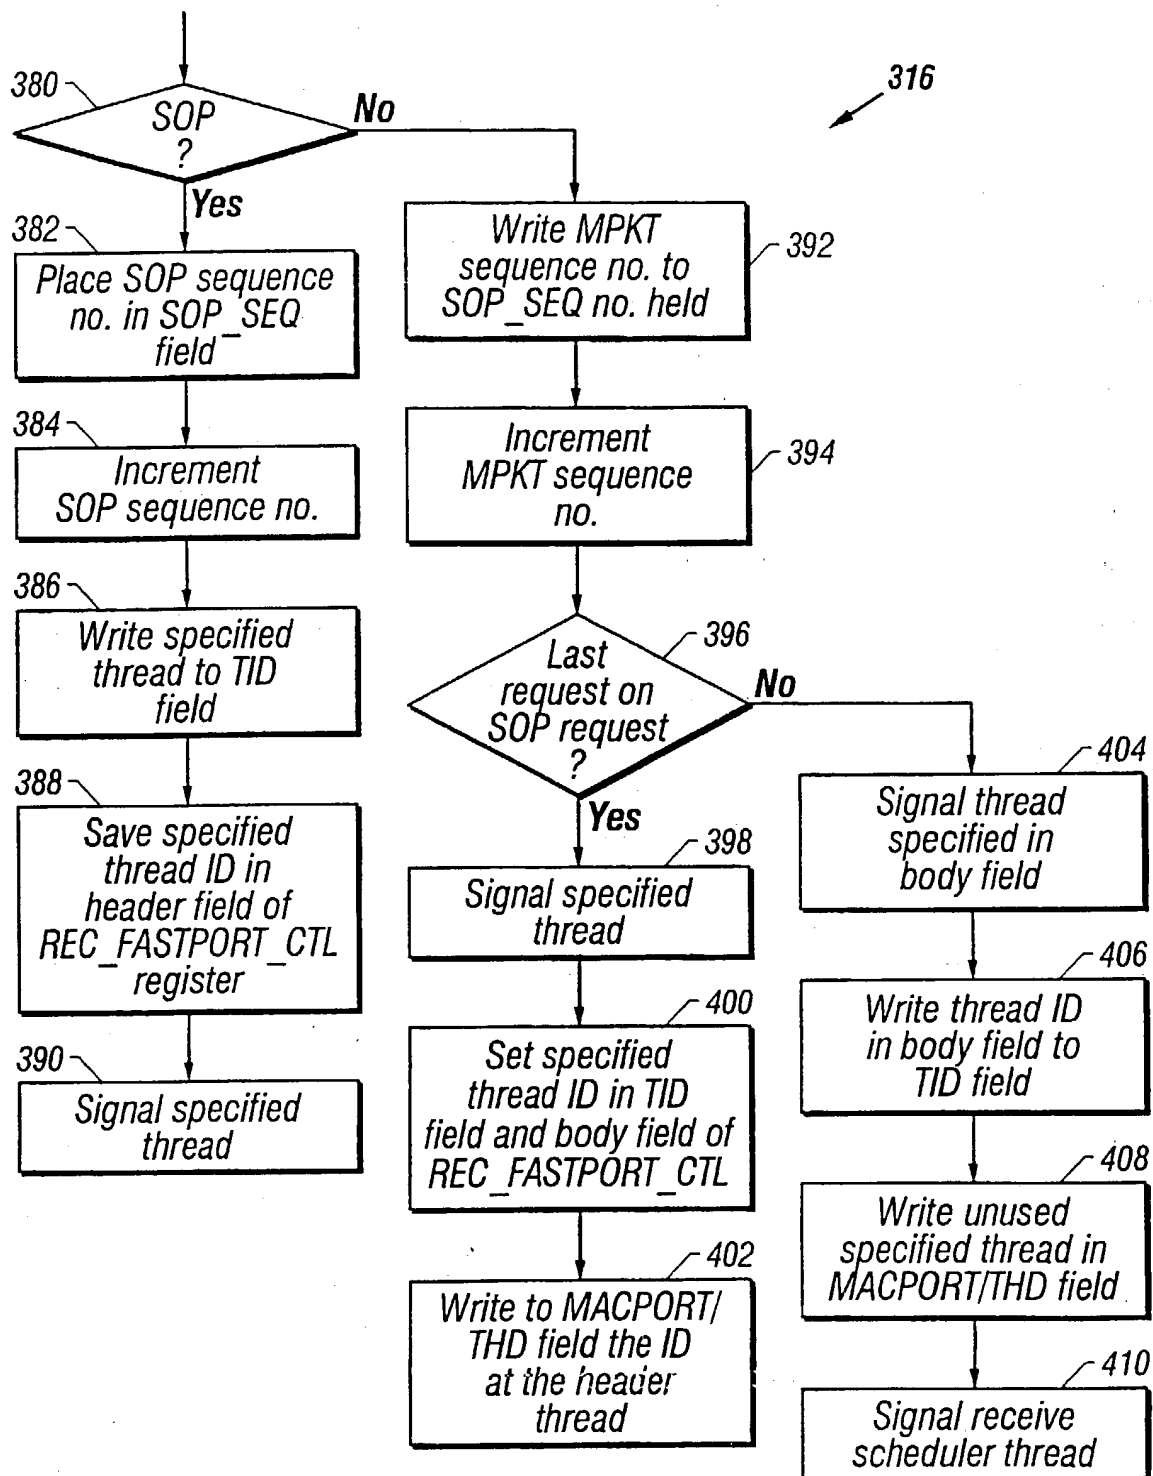 380
SOP
?
No
316
Yes
382
Place SOP sequence
no. in SOP_SEQ
field
384
Increment
SOP sequence no.
386
Write specified
thread to TID
field
388
Save specified
thread ID in
header field of
REC_FASTPORT_CTL
register
390
Signal specified
thread
Write MPKT
sequence no. to
SOP_SEQ no. held
392
Increment
MPKT sequence
no.
394
Last
request on
SOP request
?
396
No
Yes
398
Signal specified
thread
400
Set specified
thread ID in TID
field and body field of
REC_FASTPORT_CTL
402
Write to MACPORT/
THD field the ID
at the header
thread
404
Signal thread
specified in
body field
406
Write thread ID
in body field to
TID field
408
Write unused
specified thread in
MACPORT/THD field
410
Signal receive
scheduler thread